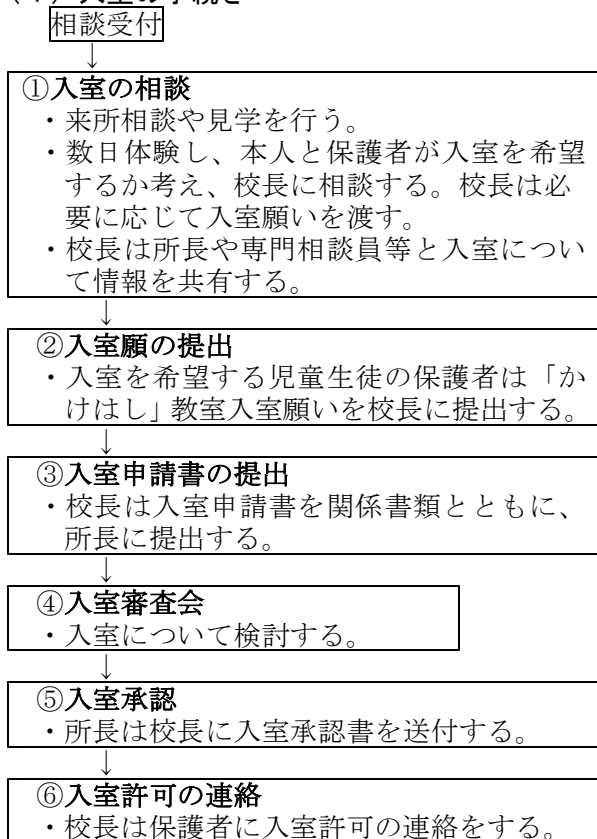 相談受付
↓
①入室の相談
・来所相談や見学を行う。
・数日体験し、本人と保護者が入室を希望
するか考え、校長に相談する。校長は必
要に応じて入室願いを渡す。
・校長は所長や専門相談員等と入室につい
て情報を共有する。
↓
②入室願の提出
・入室を希望する児童生徒の保護者は「か
けはし」教室入室願いを校長に提出する。
↓
③入室申請書の提出
・校長は入室申請書を関係書類とともに、
所長に提出する。
↓
④入室審査会
・入室について検討する。
↓
⑤入室承認
・所長は校長に入室承認書を送付する。
↓
⑥入室許可の連絡
・校長は保護者に入室許可の連絡をする。